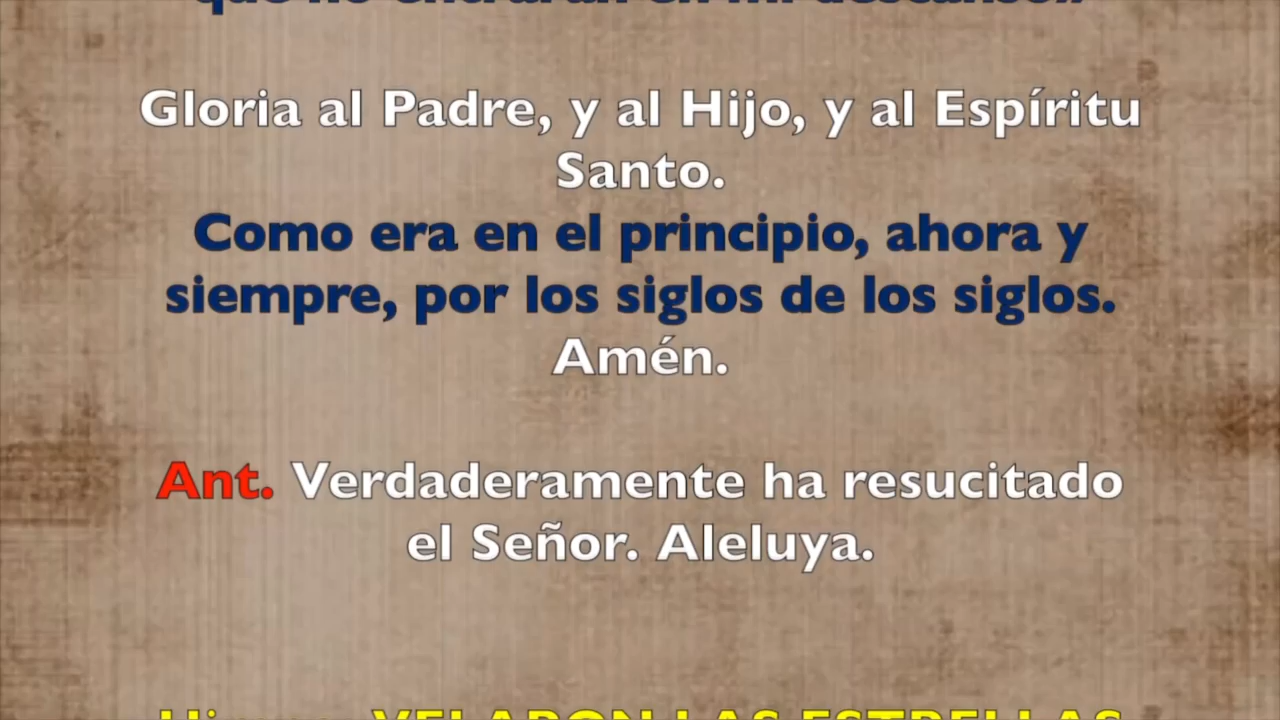 que no entrarán en mi descanso»
Gloria al Padre, y al Hijo, y al Espíritu
Santo.
Como era en el principio, ahora y
siempre, por los siglos de los siglos.
Amén.
Ant. Verdaderamente ha resucitado
el Señor. Aleluya.
VELARON LAS ESTRELLAS